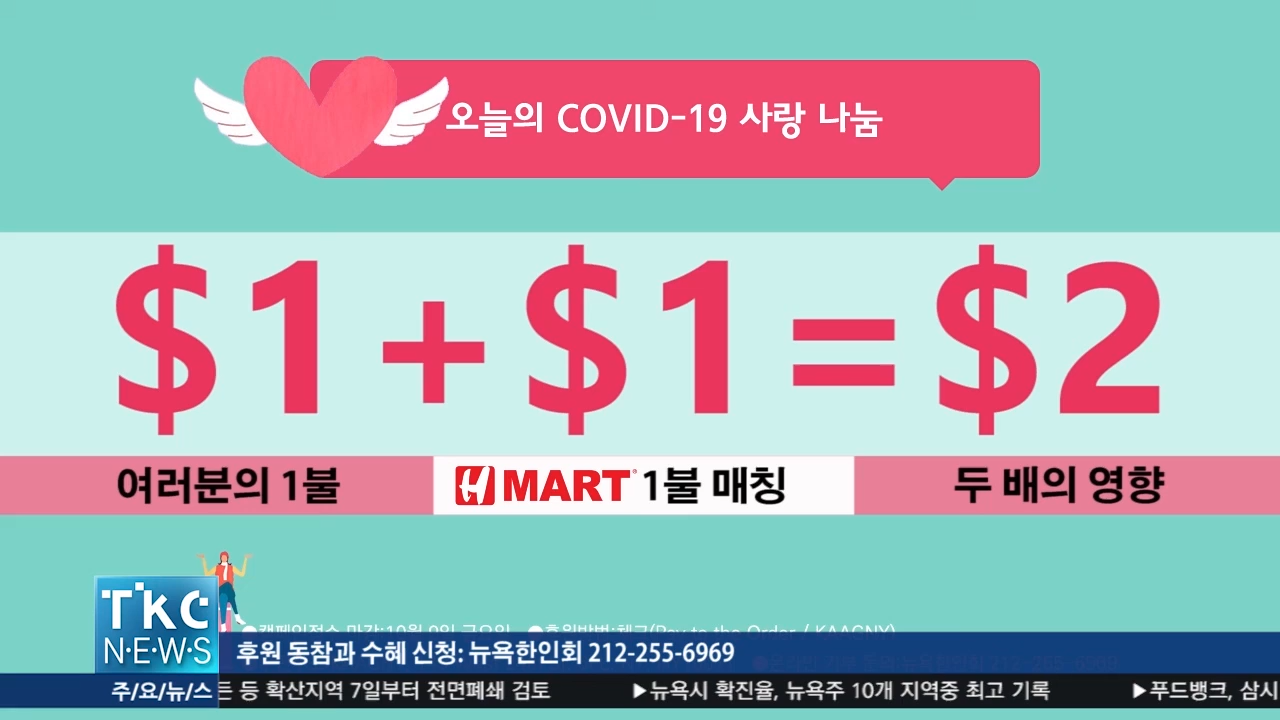 오늘의 COVID-19 사랑 나눔
$1+$1=$2
여러분의 1불
H MART® 1불 매칭
두 배의 영향
TKC NEWS
후원 동참과 수혜 신청: 뉴욕한인회 212-255-6969
주/요/뉴/스 든 등 확산지역 7일부터 전면폐쇄 검토 ▶뉴욕시 확진율, 뉴욕주 10개 지역중 최고 기록 ▶푸드뱅크, 삼시